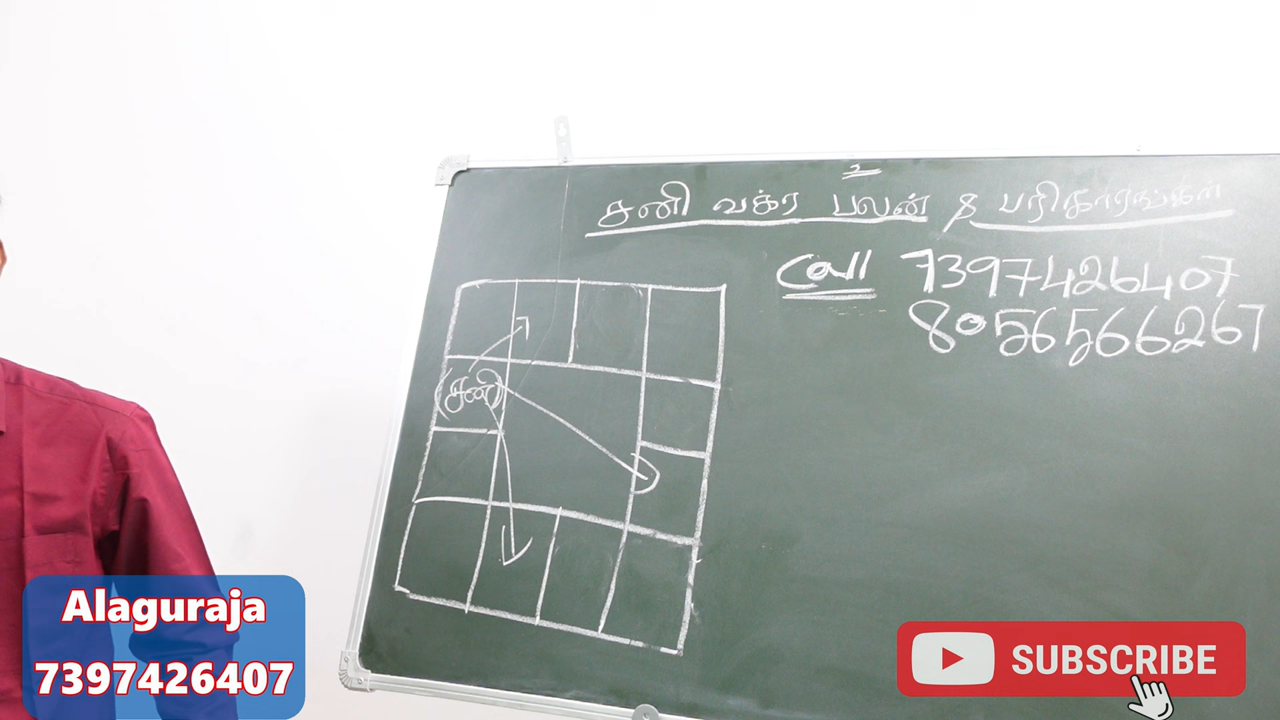 சனி வக்ர பலன் & பரிகாரங்கள்
Call 7397426407
8056566267
(சனி)
Alaguraja
7397426407
SUBSCRIBE